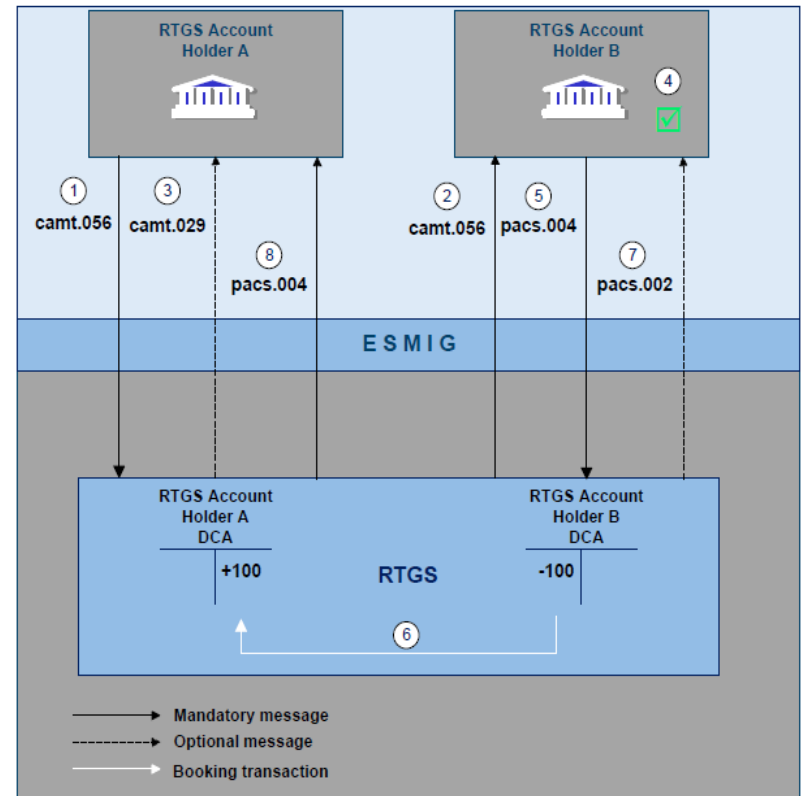 RTGS Account
Holder A
RTGS Account
Holder B
4
1
camt.056
3
camt.029
8
pacs.004
2
camt.056
5
pacs.004
7
pacs.002
ESMIG
RTGS Account
Holder A
DCA
+100
RTGS
RTGS Account
Holder B
DCA
-100
6
Mandatory message
Optional message
Booking transaction